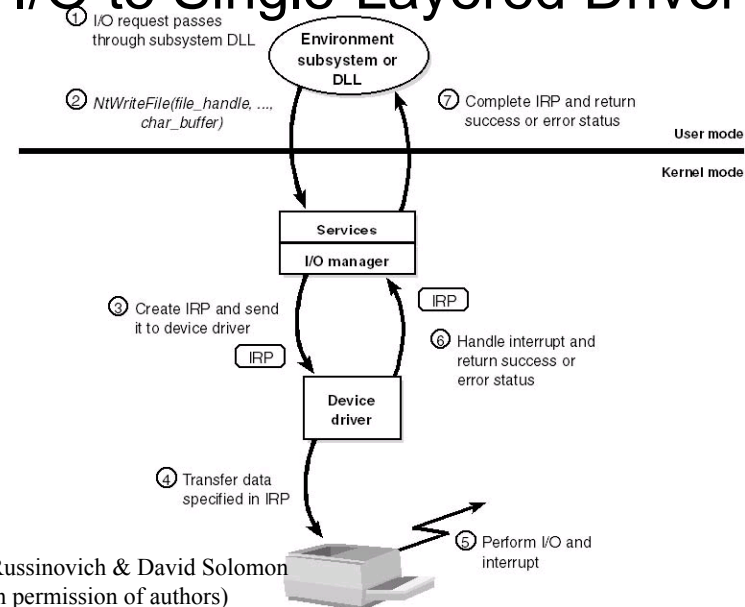 I/O to Single-Layered Driver
① I/O request passes
through subsystem DLL
Environment
subsystem or
DLL
② NtWriteFile(file_handle, ...,
char_buffer)
⑦ Complete IRP and return
success or error status
User mode
Kernel mode
Services
I/O manager
③ Create IRP and send
it to device driver
IRP
IRP
⑥ Handle interrupt and
return success or
error status
Device
driver
④ Transfer data
specified in IRP
⑤ Perform I/O and
interrupt
Russinovich & David Solomon
permission of authors)